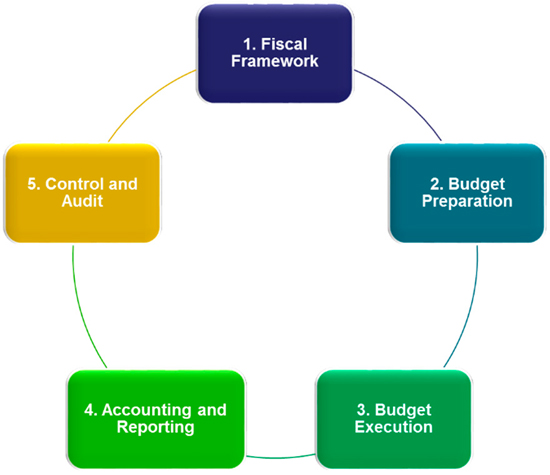 1. Fiscal
Framework
2. Budget
Preparation
3. Budget
Execution
4. Accounting and
Reporting
5. Control and
Audit